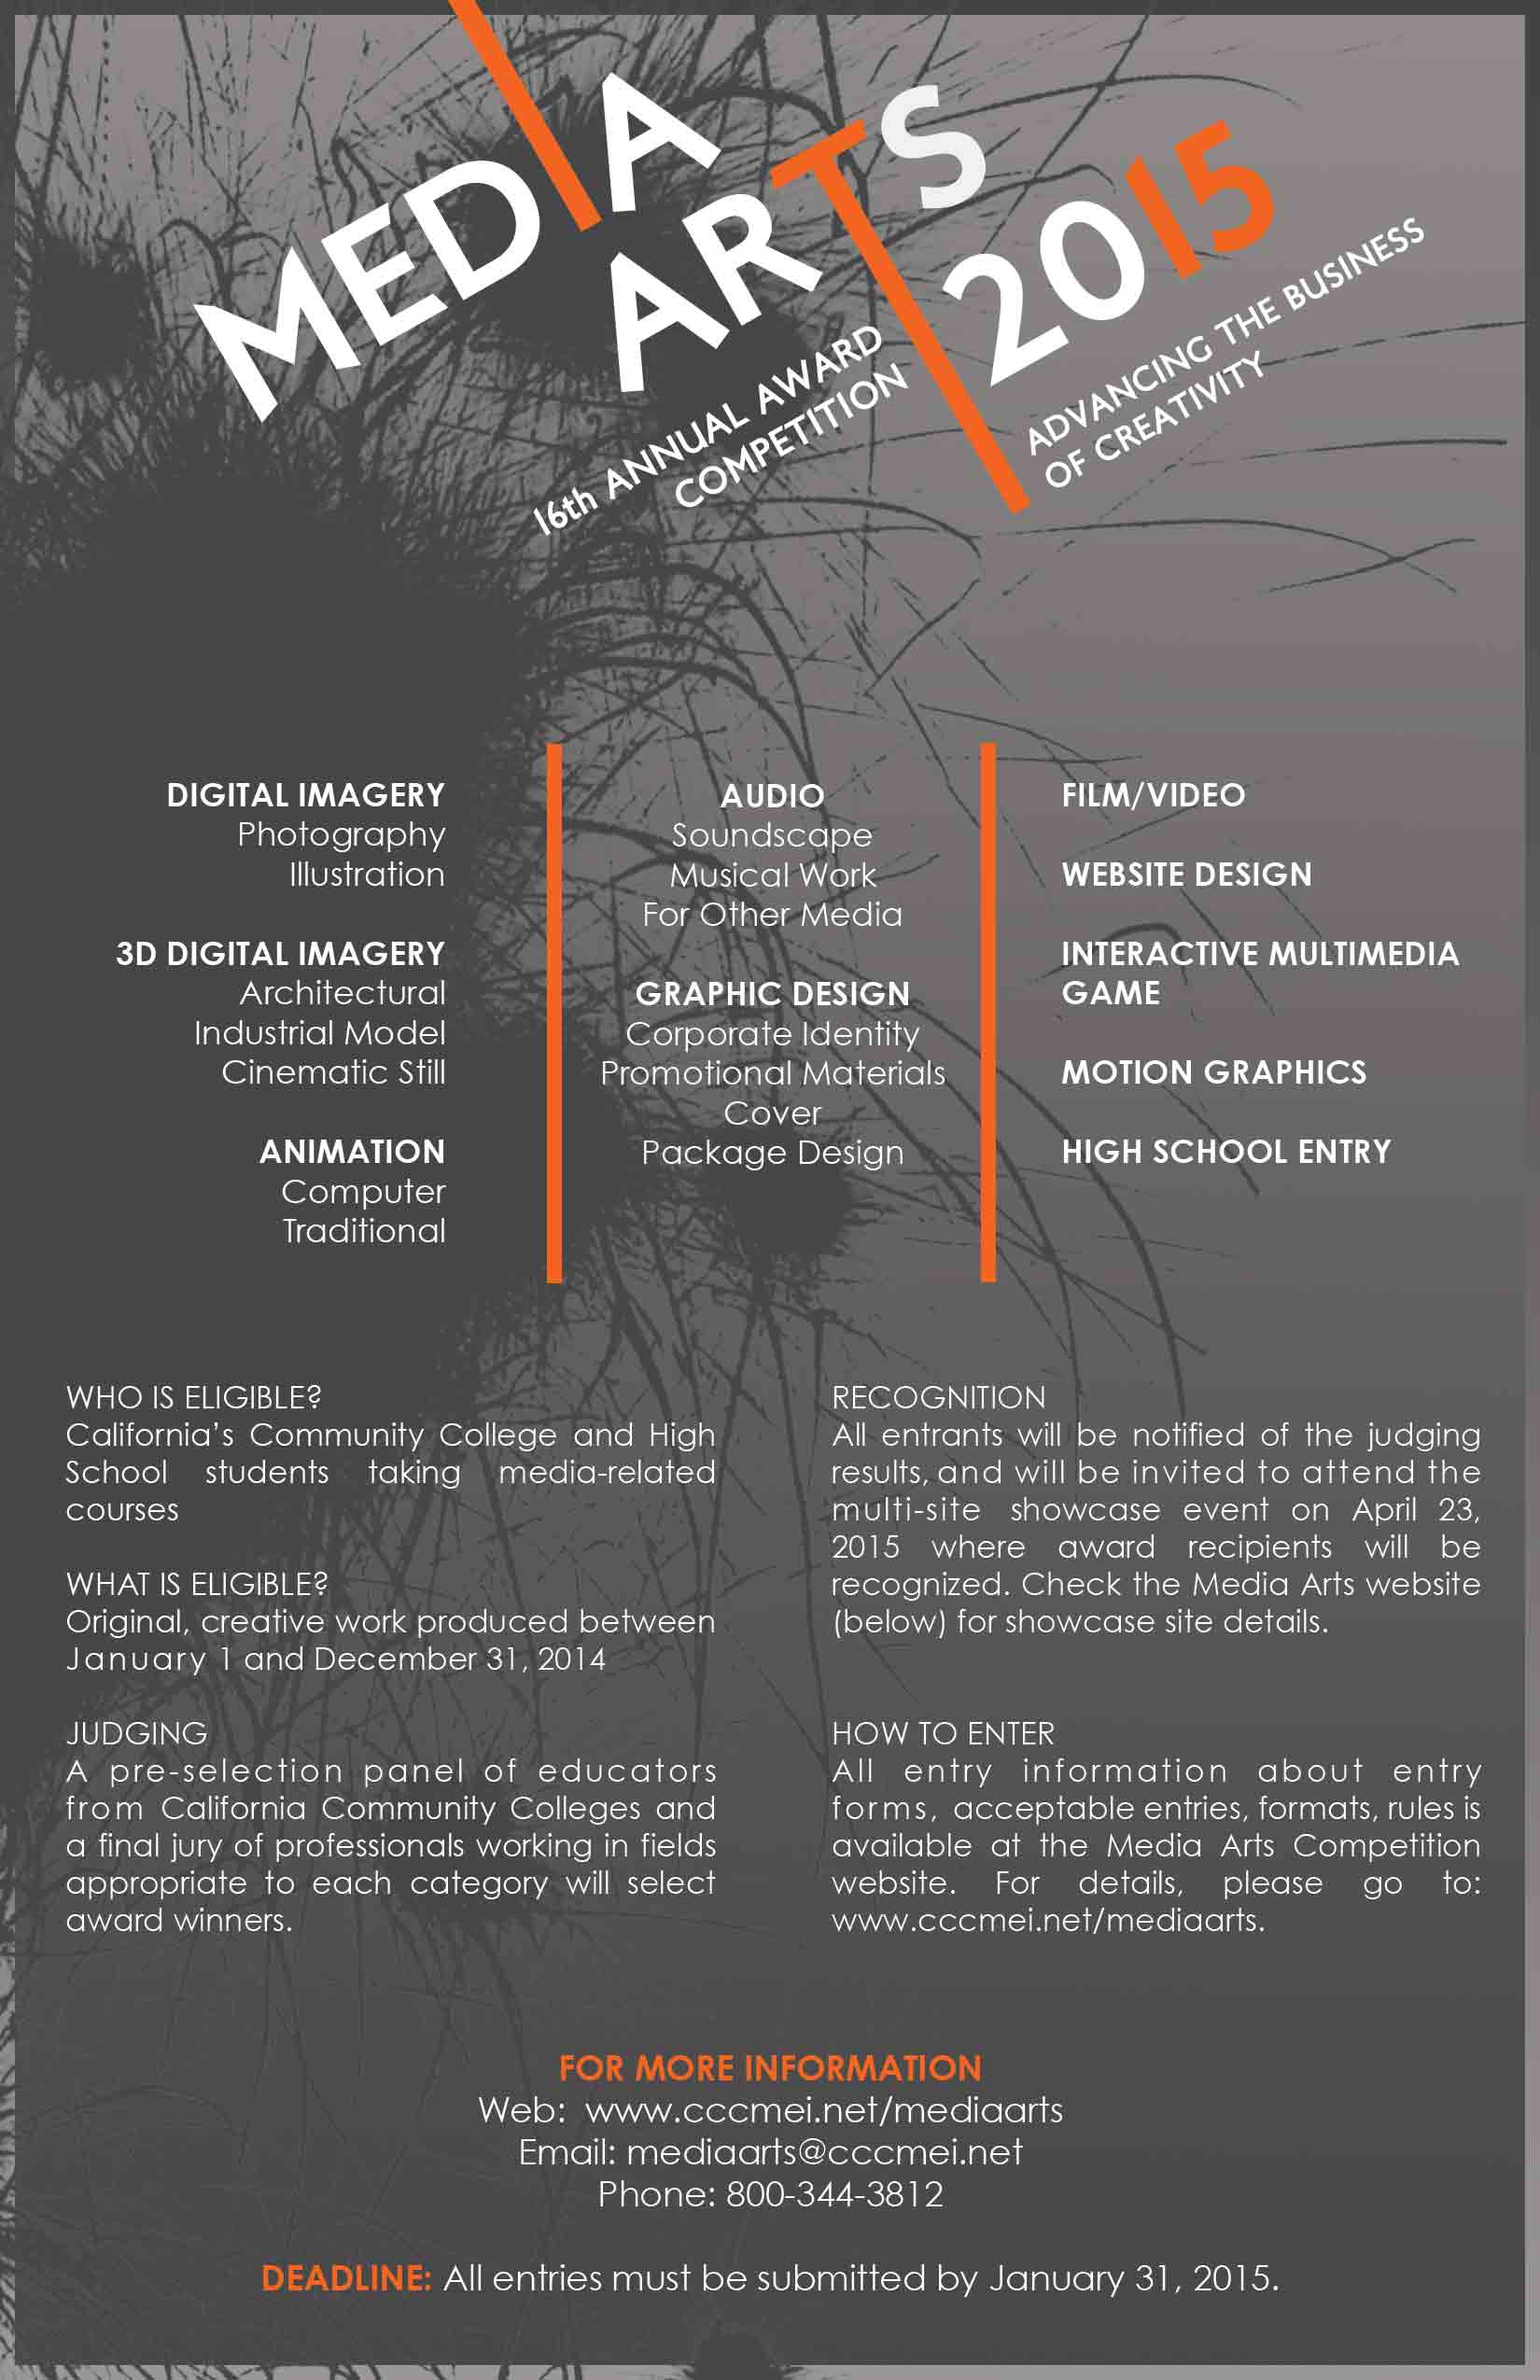 MEDIA
ARTS
2015
16th ANNUAL AWARD
COMPETITION
ADVANCING THE BUSINESS
OF CREATIVITY
DIGITAL IMAGERY
Photography
Illustration
3D DIGITAL IMAGERY
Architectural
Industrial Model
Cinematic Still
ANIMATION
Computer
Traditional
AUDIO
Soundscape
Musical Work
For Other Media
GRAPHIC DESIGN
Corporate Identity
Promotional Materials
Cover
Package Design
FILM/VIDEO
WEBSITE DESIGN
INTERACTIVE MULTIMEDIA
GAME
MOTION GRAPHICS
HIGH SCHOOL ENTRY
WHO IS ELIGIBLE?
California's Community College and High
School students taking media-related
courses
WHAT IS ELIGIBLE?
Original, creative work produced between
January 1 and December 31, 2014
JUDGING
A pre-selection panel of educators
from California Community Colleges and
a final jury of professionals working in fields
appropriate to each category will select
award winners.
RECOGNITION
All entrants will be notified of the judging
results, and will be invited to attend the
multi-site showcase event on April 23,
2015 where award recipients will be
recognized. Check the Media Arts website
(below) for showcase site details.
HOW TO ENTER
All entry information about entry
forms, acceptable entries, formats, rules is
available at the Media Arts Competition
website. For details, please go to:
www.cccmei.net/mediaarts.
FOR MORE INFORMATION
Web: www.cccmei.net/mediaarts
Email: mediaarts@cccmei.net
Phone: 800-344-3812
DEADLINE: All entries must be submitted by January 31, 2015.